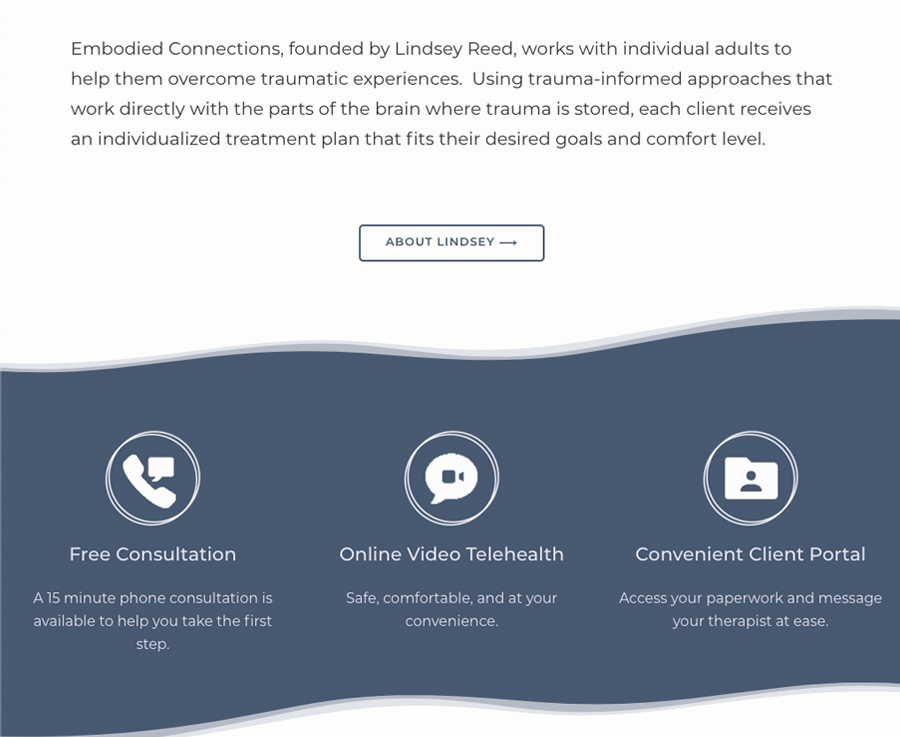 Embodied Connections, founded by Lindsey Reed, works with individual adults to
help them overcome traumatic experiences.  Using trauma-informed approaches that
work directly with the parts of the brain where trauma is stored, each client receives
an individualized treatment plan that fits their desired goals and comfort level.
ABOUT LINDSEY ⟶
Free Consultation
A 15 minute phone consultation is
available to help you take the first
step.
Online Video Telehealth
Safe, comfortable, and at your
convenience.
Convenient Client Portal
Access your paperwork and message
your therapist at ease.